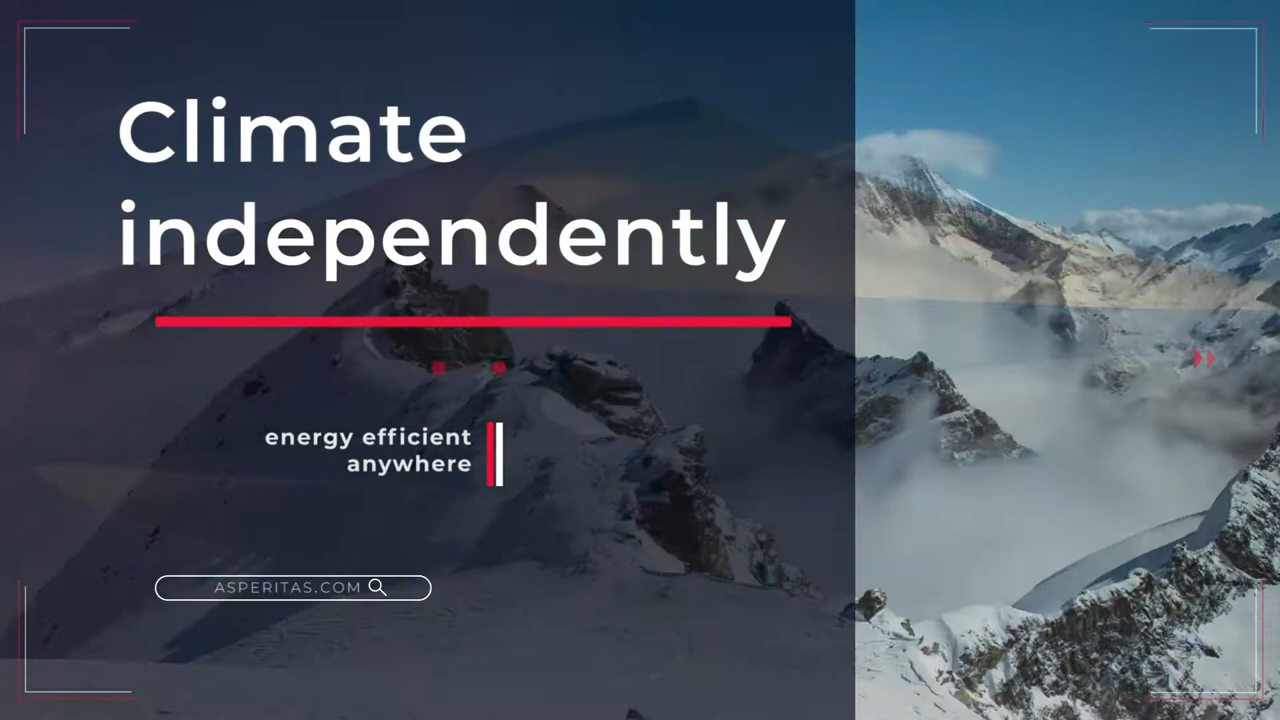 Climate
independently
energy efficient
anywhere
ASPERITAS.COM